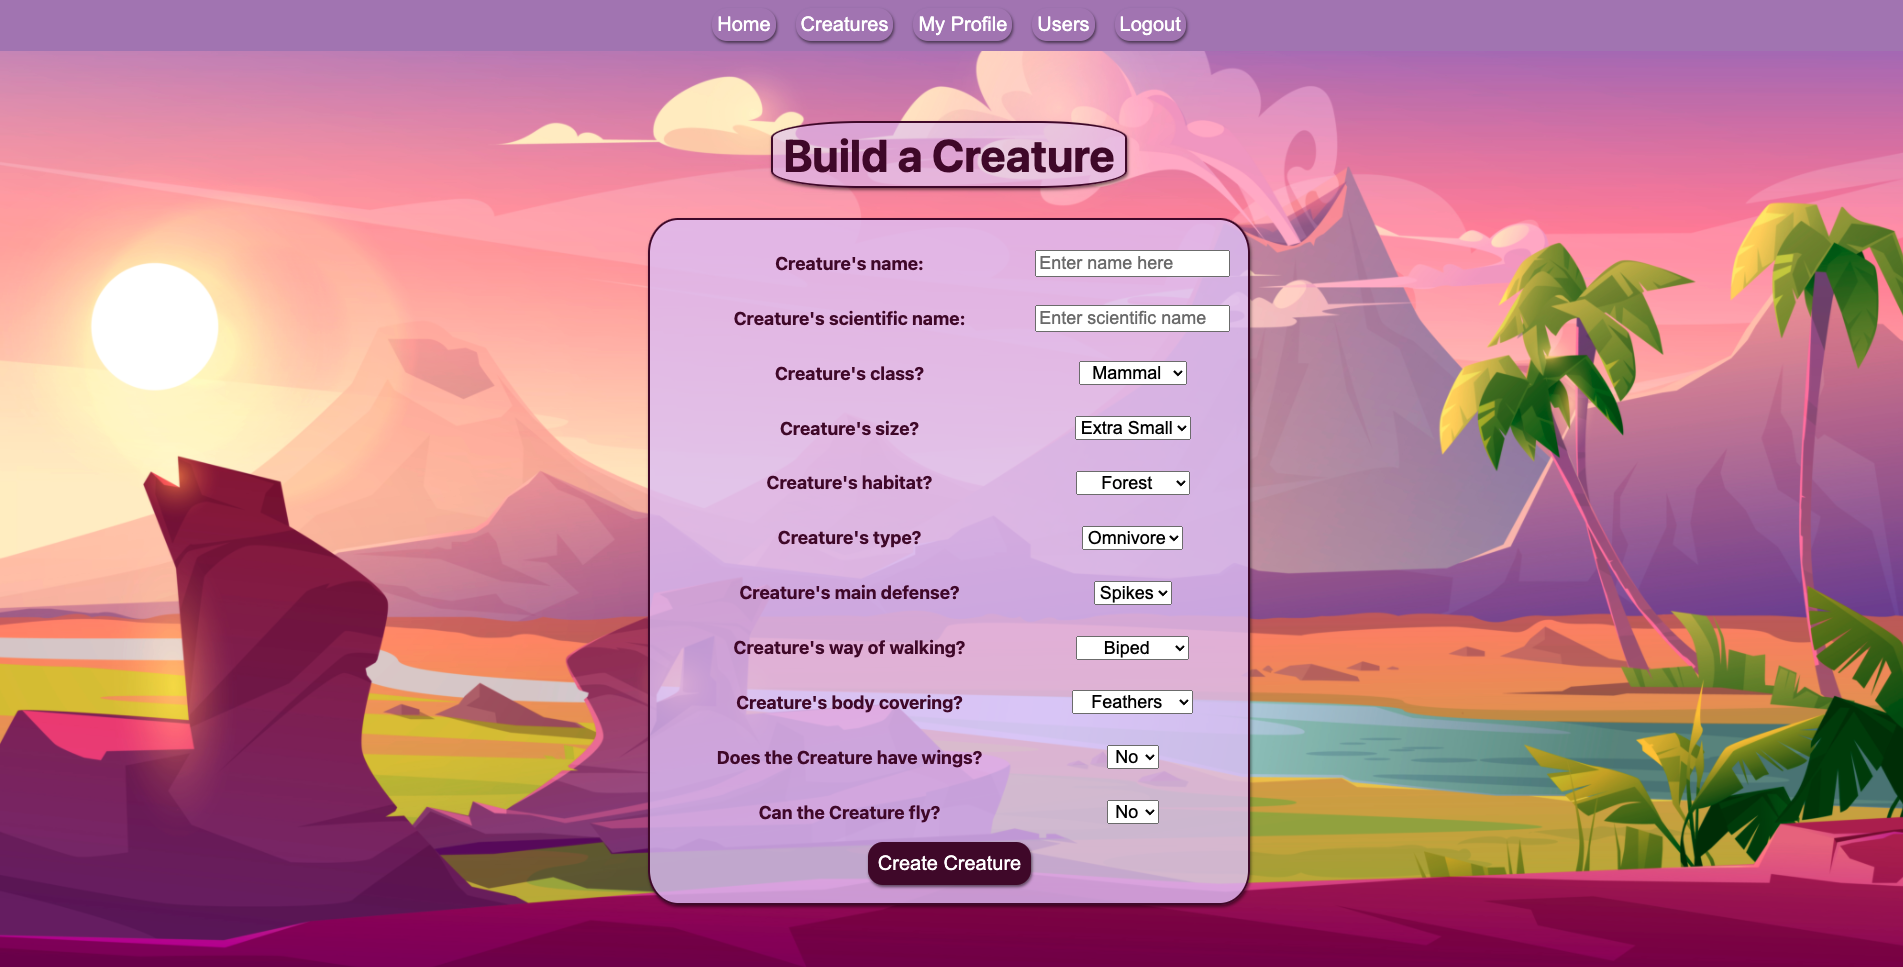 Home Creatures My Profile Users Logout
Build a Creature
Creature's name: Enter name here
Creature's scientific name: Enter scientific name
Creature's class? Mammal
Creature's size? Extra Small
Creature's habitat? Forest
Creature's type? Omnivore
Creature's main defense? Spikes
Creature's way of walking? Biped
Creature's body covering? Feathers
Does the Creature have wings? No
Can the Creature fly? No
Create Creature